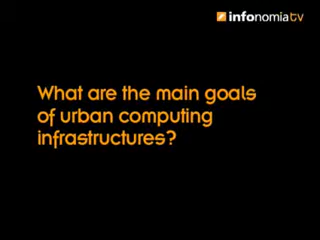 infonomiatv
What are the main goals
of urban computing
infrastructures?